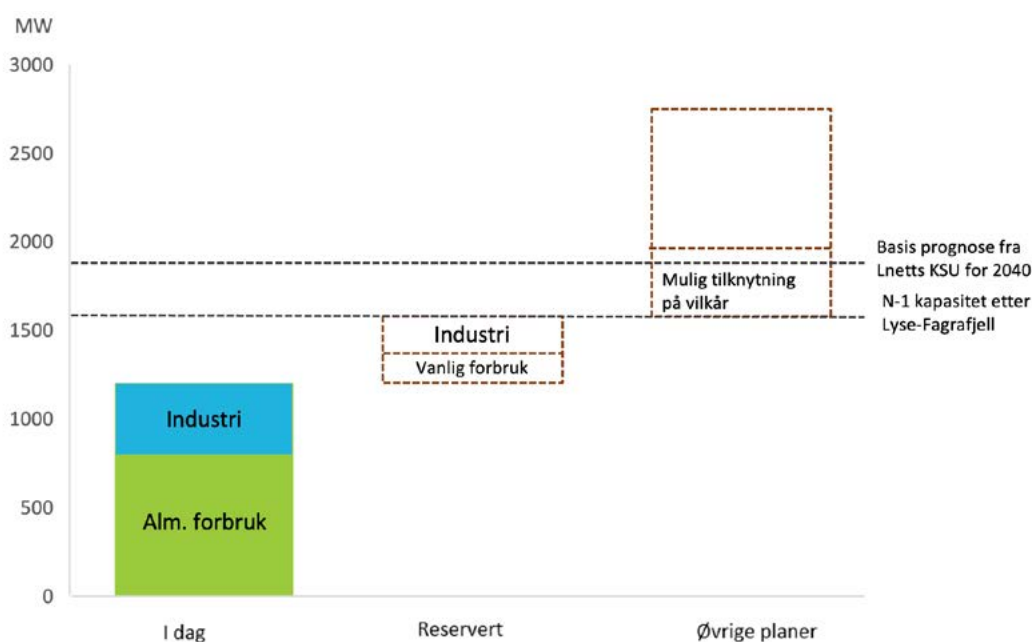 MW
3000
2500
2000
1500
1000
500
0
Industri
Alm. forbruk
Industri
Vanlig forbruk
Mulig tilknytning
på vilkår
Basis prognose fra
Lnetts KSU for 2040
N-1 kapasitet etter
Lyse-Fagrafjell
I dag
Reservert
Øvrige planer